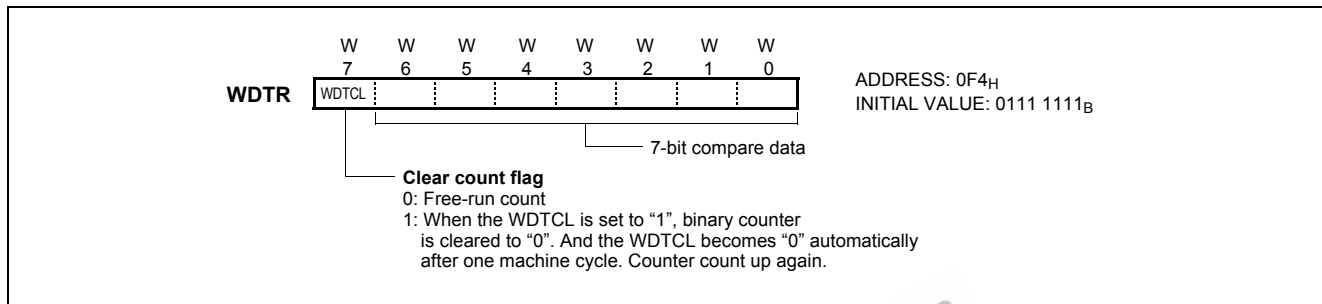 W W W W W W W W
7 6 5 4 3 2 1 0
WDTR WDTCL
ADDRESS: 0F4H
INITIAL VALUE: 0111 1111B
7-bit compare data
Clear count flag
0: Free-run count
1: When the WDTCL is set to “1”, binary counter
is cleared to “0”. And the WDTCL becomes “0” automatically
after one machine cycle. Counter count up again.